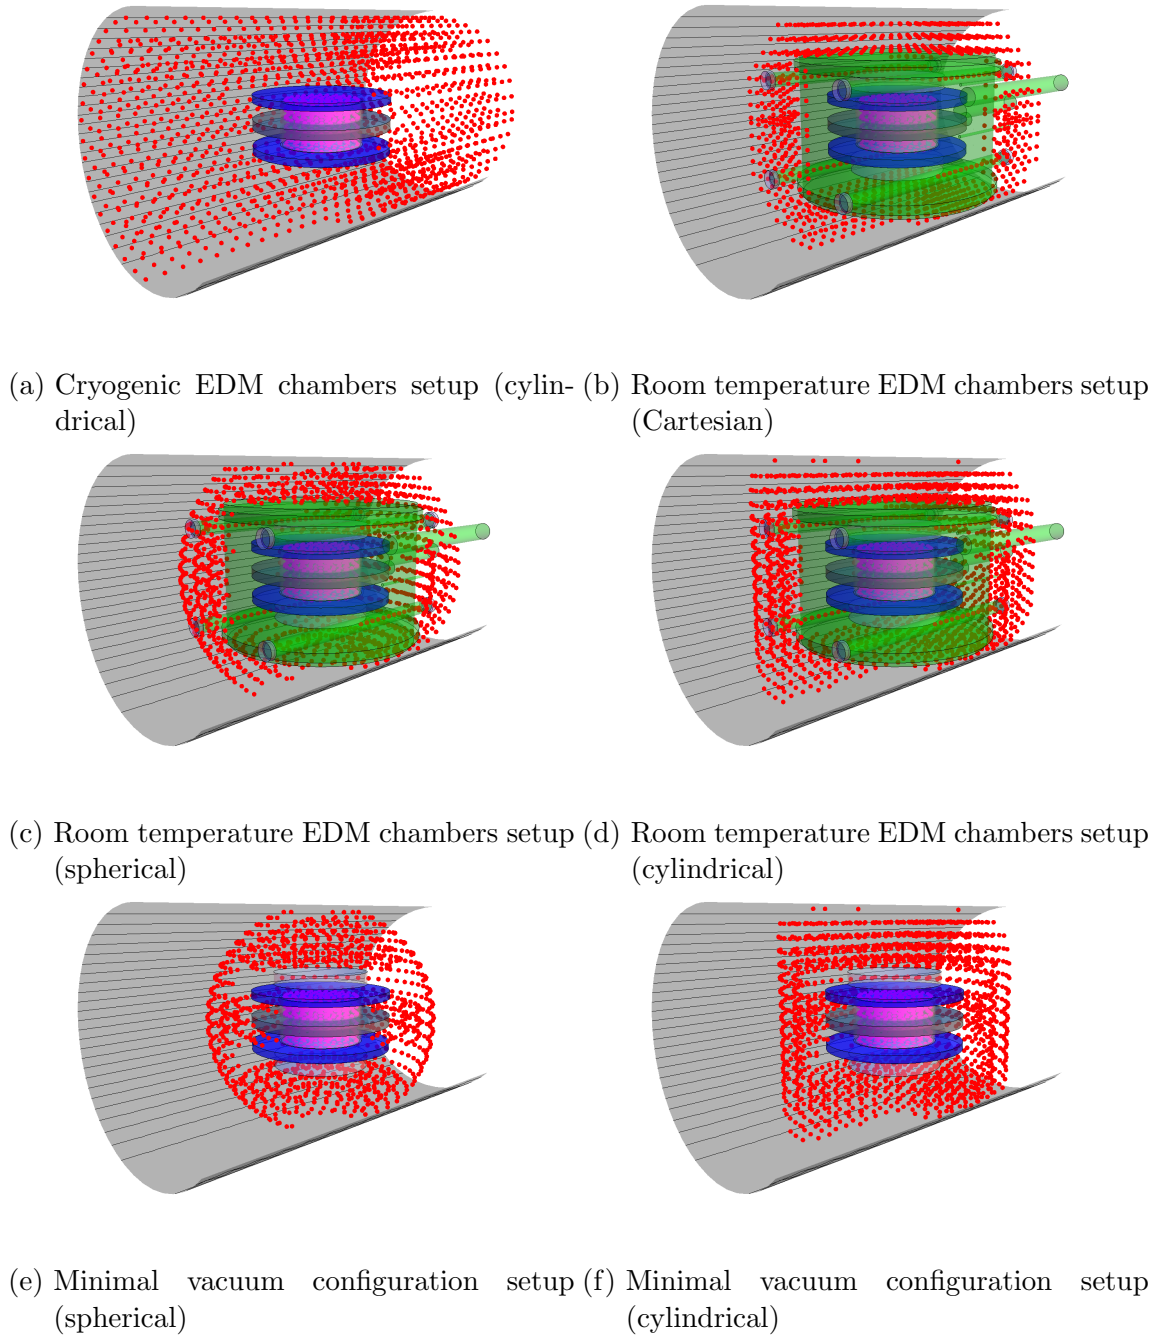 (a) Cryogenic EDM chambers setup (cylin-
drical)
(b) Room temperature EDM chambers setup
(Cartesian)
(c) Room temperature EDM chambers setup
(spherical)
(d) Room temperature EDM chambers setup
(cylindrical)
(e) Minimal vacuum configuration setup
(spherical)
(f) Minimal vacuum configuration setup
(cylindrical)